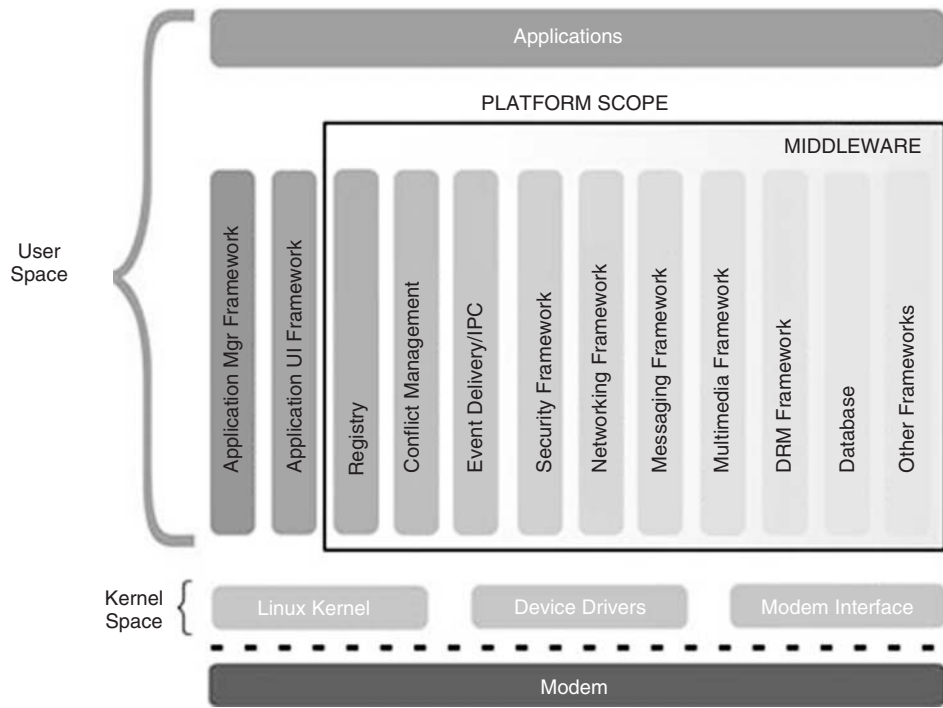 Applications
PLATFORM SCOPE
MIDDLEWARE
User
Space
Application Mgr Framework
Application UI Framework
Registry
Conflict Management
Event Delivery/IPC
Security Framework
Networking Framework
Messaging Framework
Multimedia Framework
DRM Framework
Database
Other Frameworks
Kernel
Space
Linux Kernel
Device Drivers
Modem Interface
Modem